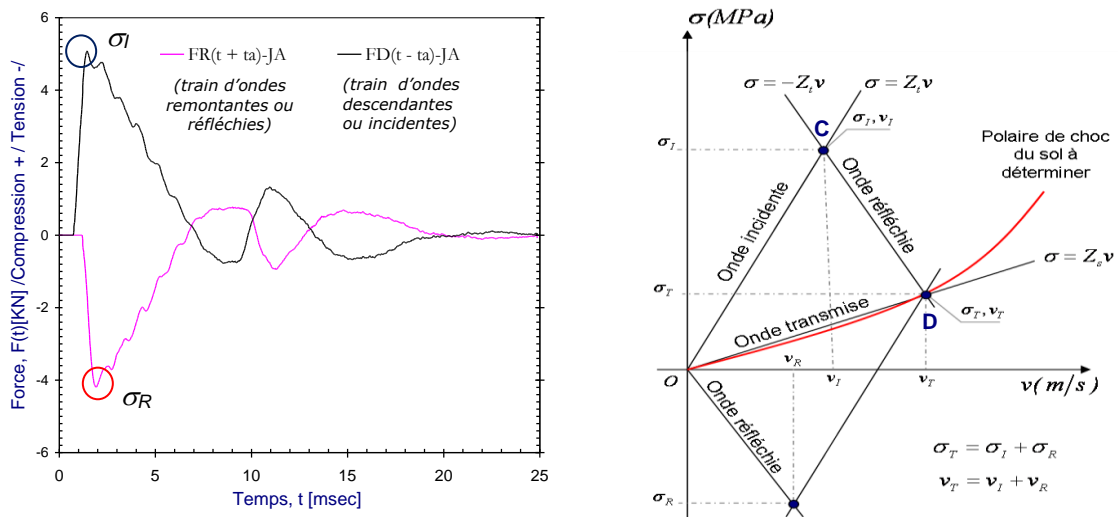 6
4
2
0
-2
-4
-6
0
5
10
15
20
25
Force, F(t)[KN] /Compression + / Tension -/
Temps, t [msec]
σI
σR
FR(t + ta)-JA
(train d'ondes
remontantes ou
réfléchies)
FD(t - ta)-JA
(train d'ondes
descendantes
ou incidentes)
σ(MPa)
σ = -Zₜv
σ = Zₜv
C
σI, vI
σI
Polaire de choc
du sol à
déterminer
Onde incidente
Onde réfléchie
σ = Zₛv
σT
Onde transmise
D
σT, vT
O
vR
vI
vT
v(m/s)
Onde réfléchie
σR
σT = σI + σR
vT = vI + vR